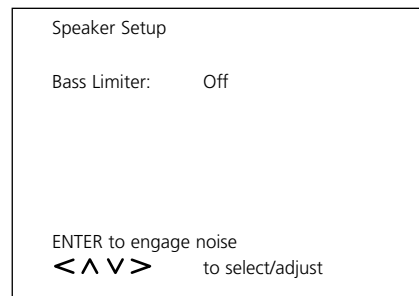 Speaker Setup
Bass Limiter: Off
ENTER to engage noise
< ∧ ∨ > to select/adjust